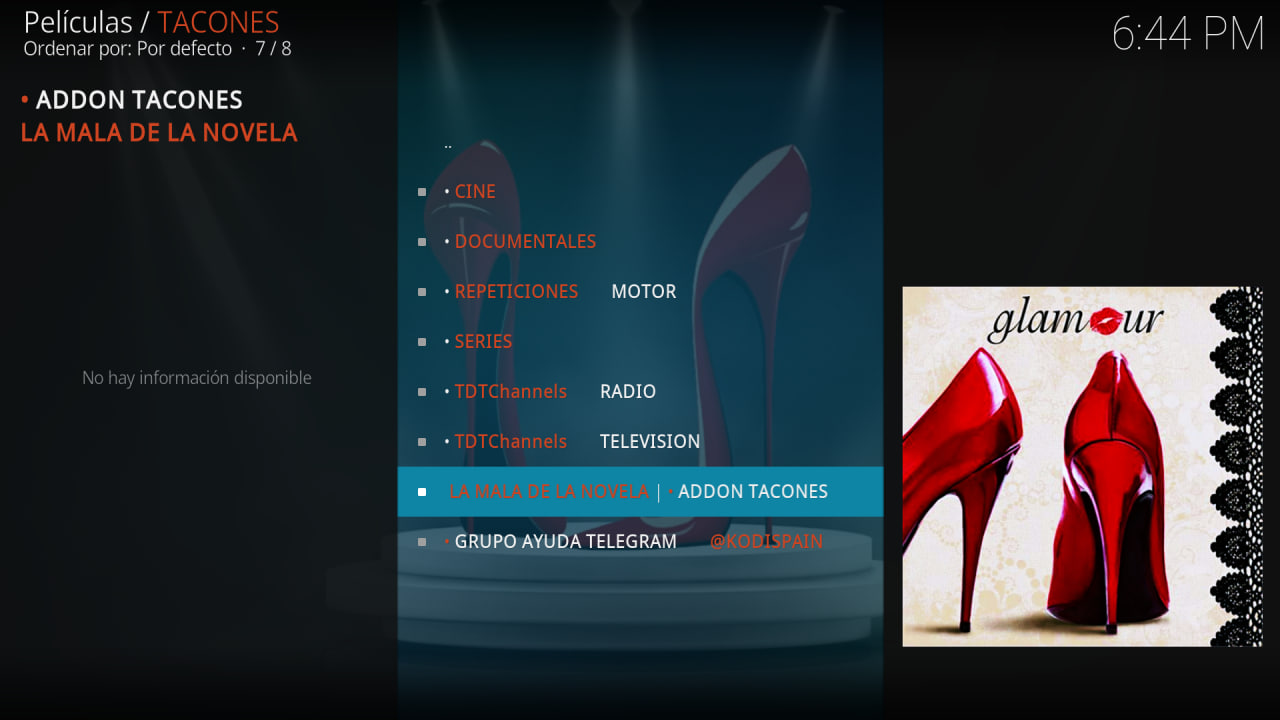 Películas / TACONES
Ordenar por: Por defecto · 7 / 8
6:44 PM
• ADDON TACONES
LA MALA DE LA NOVELA
No hay información disponible
..
• CINE
• DOCUMENTALES
• REPETICIONES MOTOR
• SERIES
• TDTChannels RADIO
• TDTChannels TELEVISION
LA MALA DE LA NOVELA | • ADDON TACONES
• GRUPO AYUDA TELEGRAM @KODISPAIN
glamour